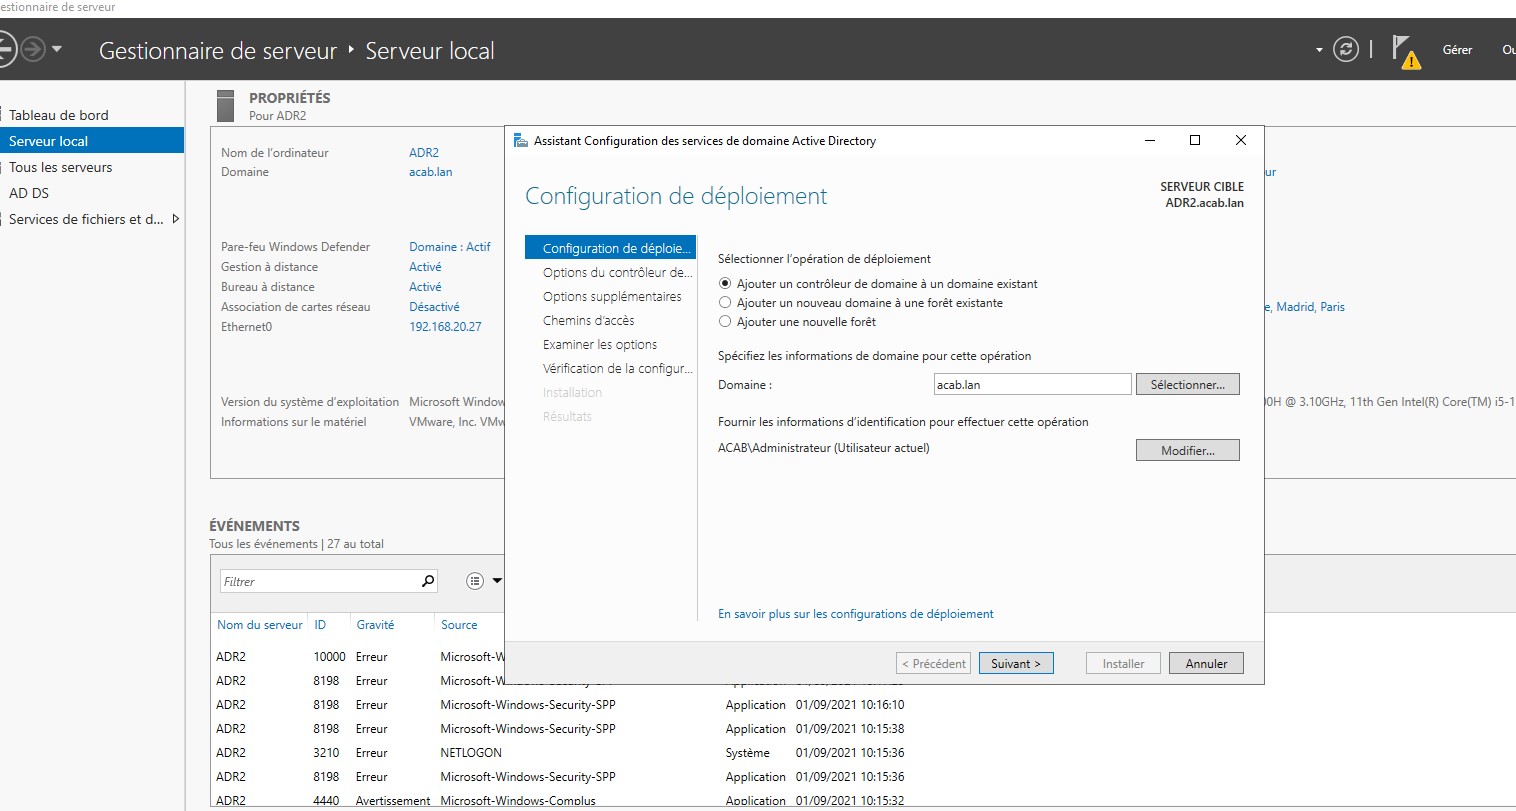 estionnaire de serveur
Gestionnaire de serveur ‣ Serveur local
Gérer
Tableau de bord
Serveur local
Tous les serveurs
AD DS
Services de fichiers et d...
PROPRIÉTÉS
Pour ADR2
Nom de l'ordinateur ADR2
Domaine acab.lan
Pare-feu Windows Defender Domaine : Actif
Gestion à distance Activé
Bureau à distance Activé
Association de cartes réseau Désactivé
Ethernet0 192.168.20.27
Version du système d'exploitation Microsoft Window
Informations sur le matériel VMware, Inc. VMw
ur
e, Madrid, Paris
00H @ 3.10GHz, 11th Gen Intel(R) Core(TM) i5-1
Assistant Configuration des services de domaine Active Directory
Configuration de déploiement
SERVEUR CIBLE
ADR2.acab.lan
Configuration de déploie...
Options du contrôleur de...
Options supplémentaires
Chemins d'accès
Examiner les options
Vérification de la configur...
Installation
Résultats
Sélectionner l'opération de déploiement
Ajouter un contrôleur de domaine à un domaine existant
Ajouter un nouveau domaine à une forêt existante
Ajouter une nouvelle forêt
Spécifiez les informations de domaine pour cette opération
Domaine : acab.lan Sélectionner...
Fournir les informations d'identification pour effectuer cette opération
ACAB\Administrateur (Utilisateur actuel) Modifier...
En savoir plus sur les configurations de déploiement
< Précédent Suivant > Installer Annuler
ÉVÉNEMENTS
Tous les événements | 27 au total
Filtrer
Nom du serveur ID Gravité Source
ADR2 10000 Erreur Microsoft-W
ADR2 8198 Erreur Microsoft-Windows-Security-SPP
ADR2 8198 Erreur Microsoft-Windows-Security-SPP Application 01/09/2021 10:16:10
ADR2 8198 Erreur Microsoft-Windows-Security-SPP Application 01/09/2021 10:15:38
ADR2 3210 Erreur NETLOGON Système 01/09/2021 10:15:36
ADR2 8198 Erreur Microsoft-Windows-Security-SPP Application 01/09/2021 10:15:36
ADR2 4440 Avertissement Microsoft-Windows-Complus Application 01/09/2021 10:15:32